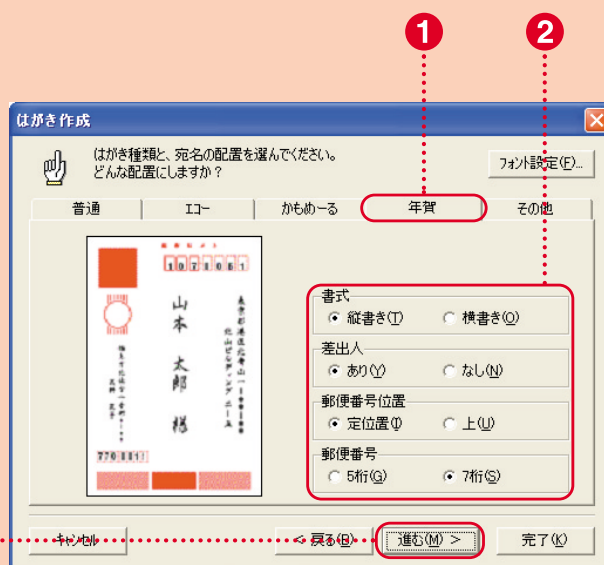 1 2
はがき作成
はがき種類と、宛名の配置を選んでください。
どんな配置にしますか？
フォント設定(F)...
普通 エコー かもめーる 年賀 その他
1071051
山本 太郎 様
770
書式
縦書き(T) 横書き(O)
差出人
あり(Y) なし(N)
郵便番号位置
定位置(I) 上(U)
郵便番号
5桁(G) 7桁(S)
キャンセル < 戻る(B) 進む(M) > 完了(K)